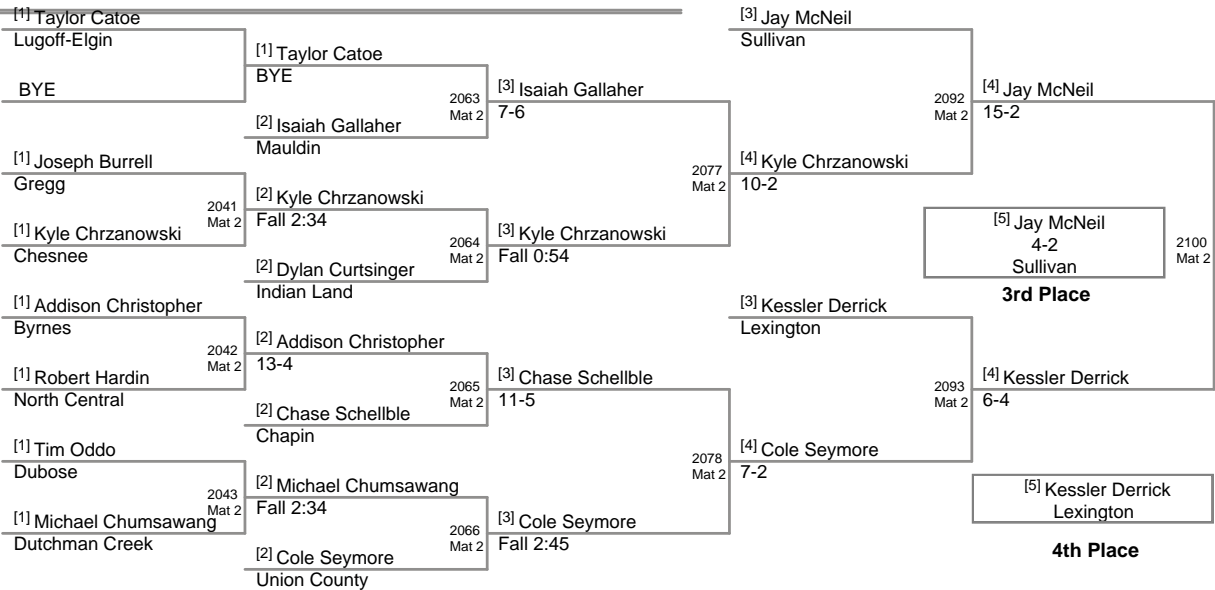 [1] Taylor Catoe
Lugoff-Elgin
BYE
[1] Joseph Burrell
Gregg
2041
Mat 2
[1] Kyle Chrzanowski
Chesnee
[1] Addison Christopher
Byrnes
2042
Mat 2
[1] Robert Hardin
North Central
[1] Tim Oddo
Dubose
2043
Mat 2
[1] Michael Chumsawang
Dutchman Creek
[1] Taylor Catoe
BYE
2063
Mat 2
[2] Isaiah Gallaher
Mauldin
[2] Kyle Chrzanowski
Fall 2:34
2064
Mat 2
[2] Dylan Curtsinger
Indian Land
[2] Addison Christopher
13-4
2065
Mat 2
[2] Chase Schellble
Chapin
[2] Michael Chumsawang
Fall 2:34
2066
Mat 2
[2] Cole Seymore
Union County
[3] Isaiah Gallaher
7-6
2077
Mat 2
[3] Kyle Chrzanowski
Fall 0:54
[3] Chase Schellble
11-5
2078
Mat 2
[3] Cole Seymore
Fall 2:45
[3] Jay McNeil
Sullivan
2092
Mat 2
[4] Kyle Chrzanowski
10-2
[3] Kessler Derrick
Lexington
2093
Mat 2
[4] Cole Seymore
7-2
[4] Jay McNeil
15-2
[5] Jay McNeil
4-2
Sullivan
3rd Place
2100
Mat 2
[4] Kessler Derrick
6-4
[5] Kessler Derrick
Lexington
4th Place